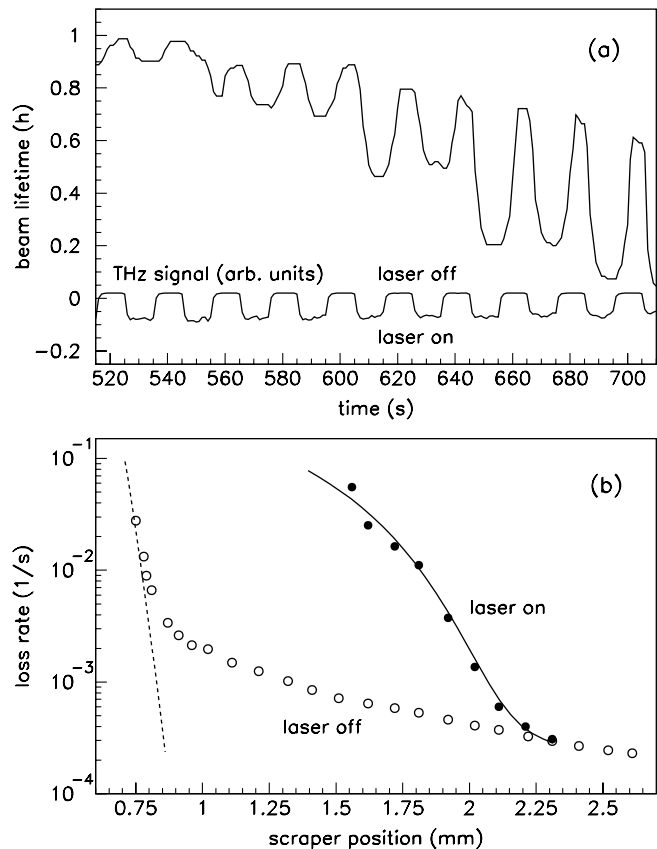 (a)
1
0.8
0.6
0.4
0.2
0
−0.2
beam lifetime (h)
THz signal (arb. units)
laser off
laser on
520 540 560 580 600 620 640 660 680 700
time (s)
(b)
10⁻¹
10⁻²
10⁻³
10⁻⁴
loss rate (1/s)
laser on
laser off
0.75 1 1.25 1.5 1.75 2 2.25 2.5
scraper position (mm)